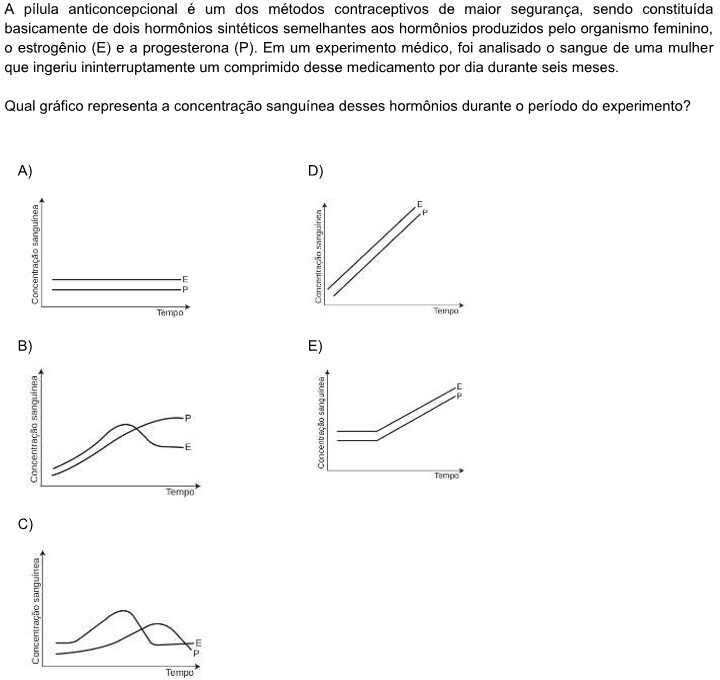 A pílula anticoncepcional é um dos métodos contraceptivos de maior segurança, sendo constituída
basicamente de dois hormônios sintéticos semelhantes aos hormônios produzidos pelo organismo feminino,
o estrogênio (E) e a progesterona (P). Em um experimento médico, foi analisado o sangue de uma mulher
que ingeriu ininterruptamente um comprimido desse medicamento por dia durante seis meses.
Qual gráfico representa a concentração sanguínea desses hormônios durante o período do experimento?
A)
Concentração sanguínea
E
P
Tempo
B)
Concentração sanguínea
P
E
Tempo
C)
Concentração sanguínea
E
P
Tempo
D)
Concentração sanguínea
E
P
Tempo
E)
Concentração sanguínea
E
P
Tempo